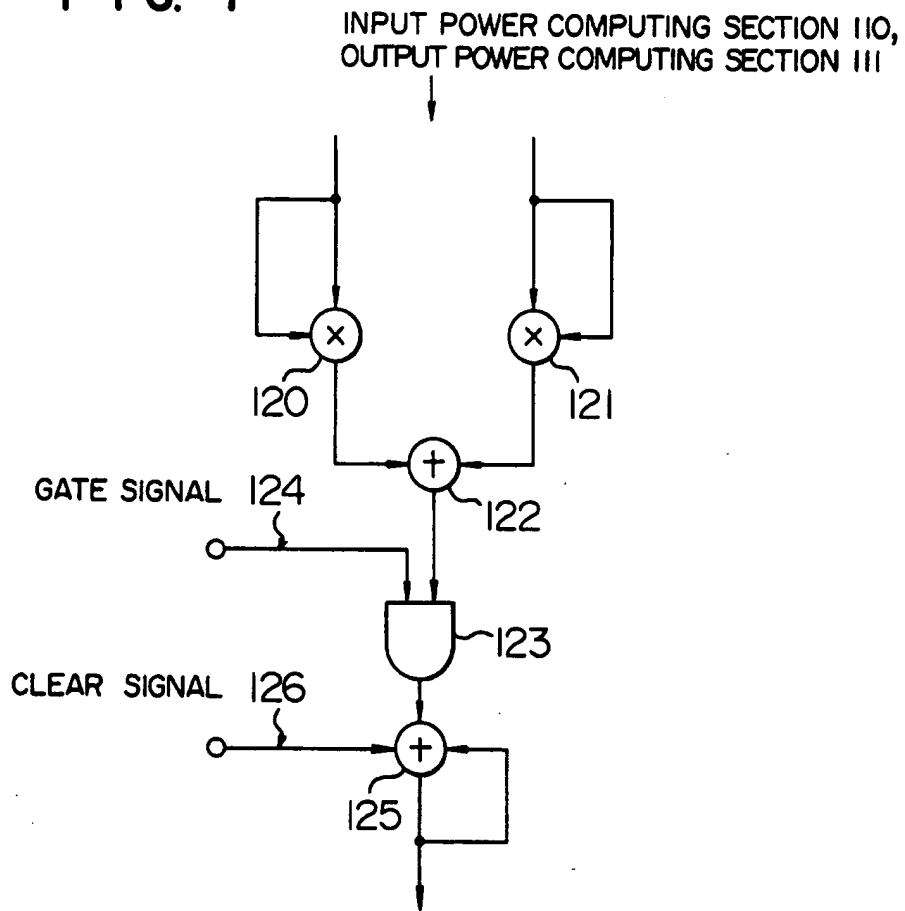 INPUT POWER COMPUTING SECTION 110,
OUTPUT POWER COMPUTING SECTION 111
×
×
120
121
+
122
GATE SIGNAL 124
123
CLEAR SIGNAL 126
+
125